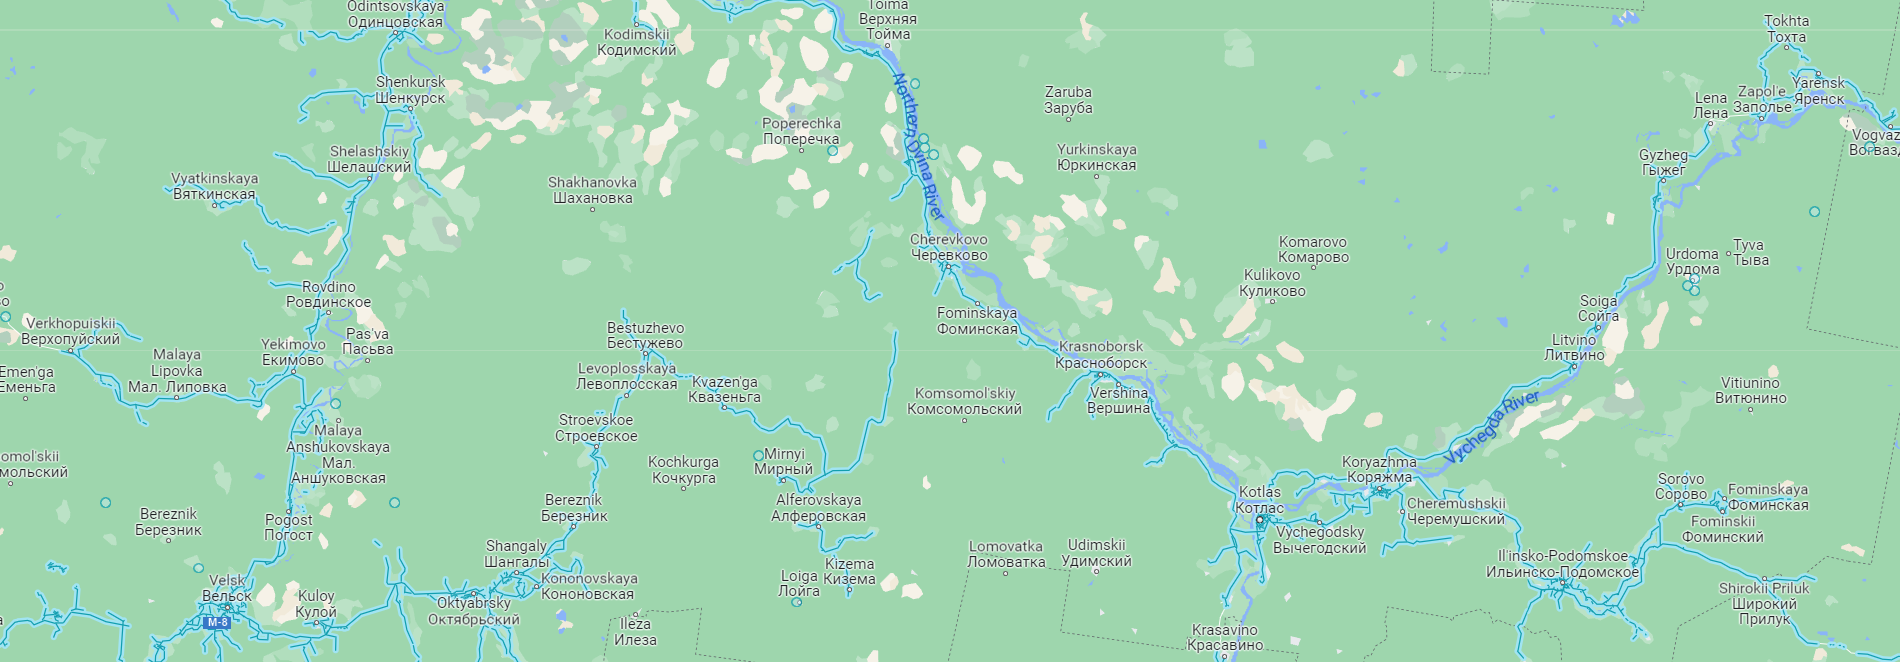 Odintsovskaya
Одинцовская
Kodimskii
Кодимский
Toima
Верхняя
Тойма
Tokhta
Тохта
Shenkursk
Шенкурск
Zaruba
Заруба
Lena
Лена
Zapol'e
Заполье
Yarensk
Яренск
Poperechka
Поперечка
Northern Dvina River
Vogvaz
Вогвазд
Shelashskiy
Шелашский
Yurkinskaya
Юркинская
Gyzheg
Гыжег
Vyatkinskaya
Вяткинская
Shakhanovka
Шахановка
Cherevkovo
Черевково
Komarovo
Комарово
Urdoma
Урдома
Tyva
Тыва
Kulikovo
Куликово
Rovdino
Ровдинское
Soiga
Сойга
Fominskaya
Фоминская
Verkhopuiskii
Верхопуйский
Bestuzhevo
Бестужево
Pas'va
Пасьва
Yekimovo
Екимово
Krasnoborsk
Красноборск
Litvino
Литвино
Malaya
Lipovka
Мал. Липовка
Emen'ga
Еменьга
Levoplosskaya
Левоплосская
Kvazen'ga
Квазеньга
Komsomol'skiy
Комсомольский
Vershina
Вершина
Vitiunino
Витюнино
Vychegda River
Stroevskoe
Строевское
Malaya
Anshukovskaya
Мал.
Аншуковская
omol'skii
мольский
Kochkurga
Кочкурга
Mirnyi
Мирный
Koryazhma
Коряжма
Alferovskaya
Алферовская
Kotlas
Котлас
Cheremushskii
Черемушский
Sorovo
Сорово
Fominskaya
Фоминская
Fominskii
Фоминский
Bereznik
Березник
Bereznik
Березник
Pogost
Погост
Vychegodsky
Вычегодский
Shangaly
Шангалы
Lomovatka
Ломоватка
Udimskii
Удимский
Il'insko-Podomskoe
Ильинско-Подомское
Kizema
Кизема
Loiga
Лойга
Kononovskaya
Кононовская
Velsk
Вельск
M-8
Kuloy
Кулой
Oktyabrsky
Октябрьский
Shirokii Priluk
Широкий
Прилук
Ileza
Илеза
Krasavino
Красавино